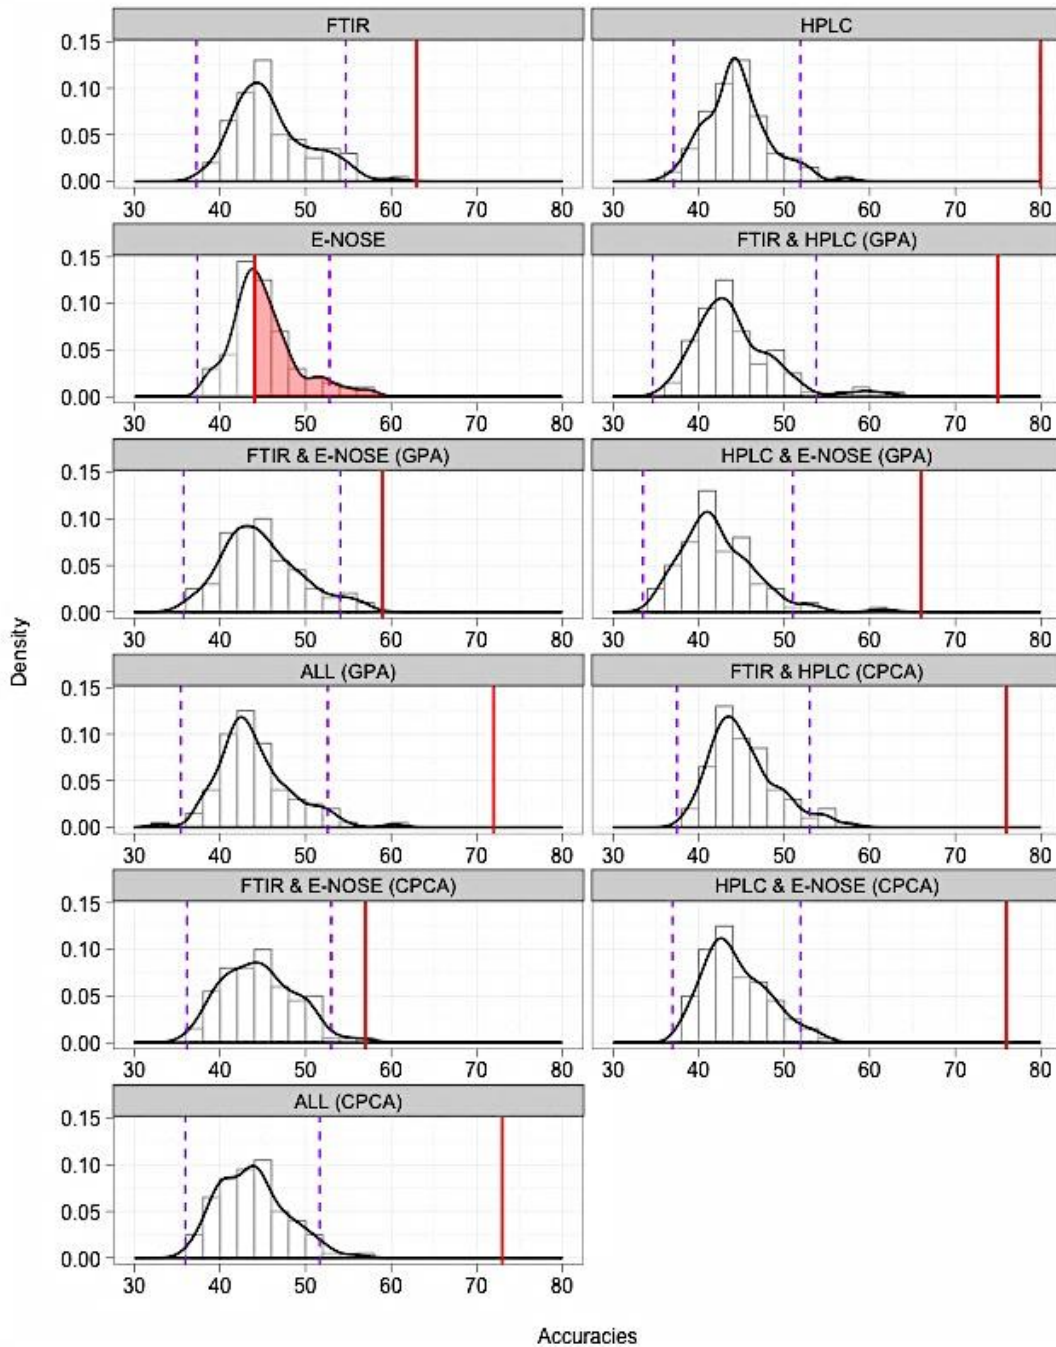 FTIR
HPLC
0.15
0.10
0.05
0.00
30 40 50 60 70 80
30 40 50 60 70 80
E-NOSE
FTIR & HPLC (GPA)
0.15
0.10
0.05
0.00
30 40 50 60 70 80
30 40 50 60 70 80
FTIR & E-NOSE (GPA)
HPLC & E-NOSE (GPA)
0.15
0.10
0.05
0.00
30 40 50 60 70 80
30 40 50 60 70 80
Density
ALL (GPA)
FTIR & HPLC (CPCA)
0.15
0.10
0.05
0.00
30 40 50 60 70 80
30 40 50 60 70 80
FTIR & E-NOSE (CPCA)
HPLC & E-NOSE (CPCA)
0.15
0.10
0.05
0.00
30 40 50 60 70 80
30 40 50 60 70 80
ALL (CPCA)
0.15
0.10
0.05
0.00
30 40 50 60 70 80
Accuracies